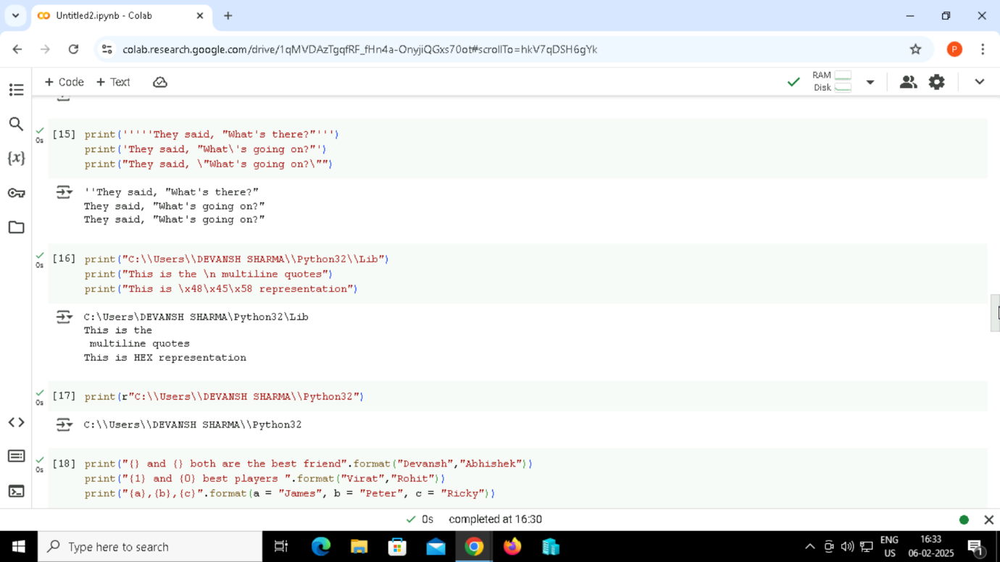 Untitled2.ipynb - Colab
colab.research.google.com/drive/1qMVDAzTgqfRF_fHn4a-OnyjiQGxs70ot#scrollTo=hkV7qDSH6gYk
P
+ Code + Text
RAM
Disk
{x}
0s [15] print('''''They said, "What's there?"''')
print('They said, "What\'s going on?"')
print("They said, \"What's going on?\"")
''They said, "What's there?"
They said, "What's going on?"
They said, "What's going on?"
0s [16] print("C:\\Users\\DEVANSH SHARMA\\Python32\\Lib")
print("This is the \n multiline quotes")
print("This is \x48\x45\x58 representation")
C:\Users\DEVANSH SHARMA\Python32\Lib
This is the
 multiline quotes
This is HEX representation
0s [17] print(r"C:\\Users\\DEVANSH SHARMA\\Python32")
C:\\Users\\DEVANSH SHARMA\\Python32
0s [18] print("{} and {} both are the best friend".format("Devansh","Abhishek"))
print("{1} and {0} best players ".format("Virat","Rohit"))
print("{a},{b},{c}".format(a = "James", b = "Peter", c = "Ricky"))
0s completed at 16:30
Type here to search
ENG
US
16:33
06-02-2025
1